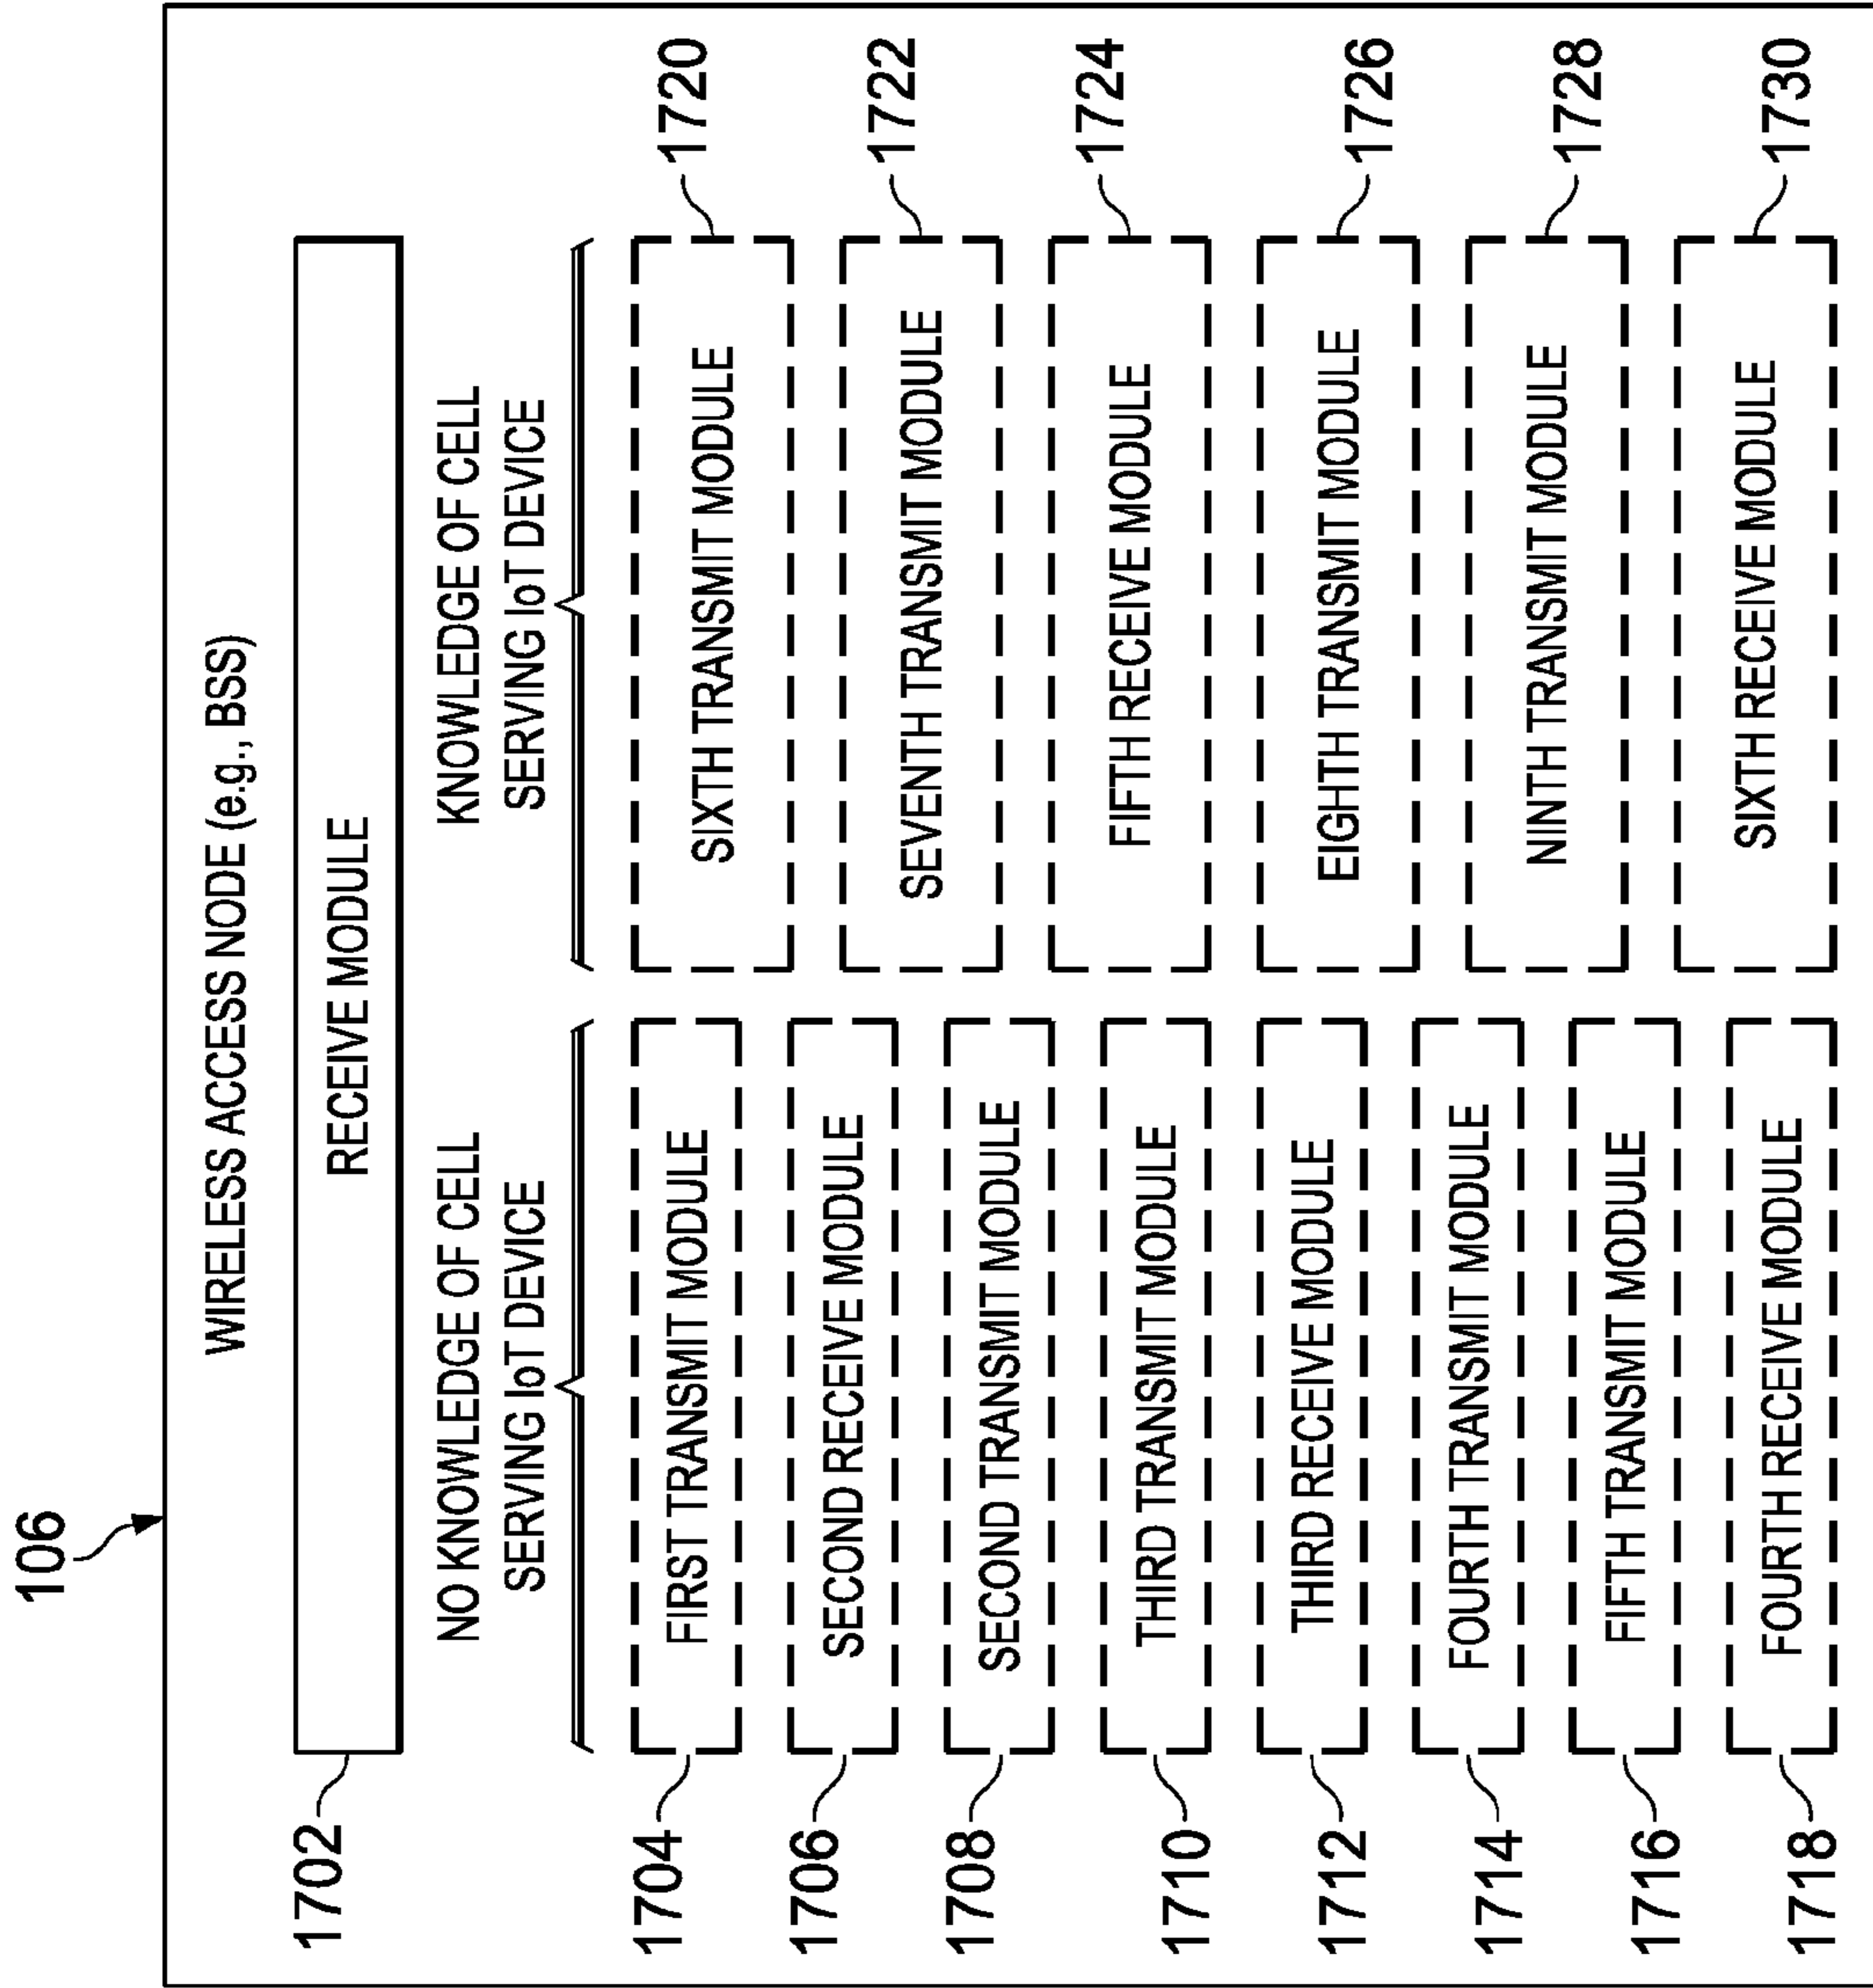 106
WIRELESS ACCESS NODE (e.g., BSS)
1702
RECEIVE MODULE
NO KNOWLEDGE OF CELL
SERVING IoT DEVICE
1704
FIRST TRANSMIT MODULE
1706
SECOND RECEIVE MODULE
1708
SECOND TRANSMIT MODULE
1710
THIRD TRANSMIT MODULE
1712
THIRD RECEIVE MODULE
1714
FOURTH TRANSMIT MODULE
1716
FIFTH TRANSMIT MODULE
1718
FOURTH RECEIVE MODULE
KNOWLEDGE OF CELL
SERVING IoT DEVICE
SIXTH TRANSMIT MODULE
1720
SEVENTH TRANSMIT MODULE
1722
FIFTH RECEIVE MODULE
1724
EIGHTH TRANSMIT MODULE
1726
NINTH TRANSMIT MODULE
1728
SIXTH RECEIVE MODULE
1730